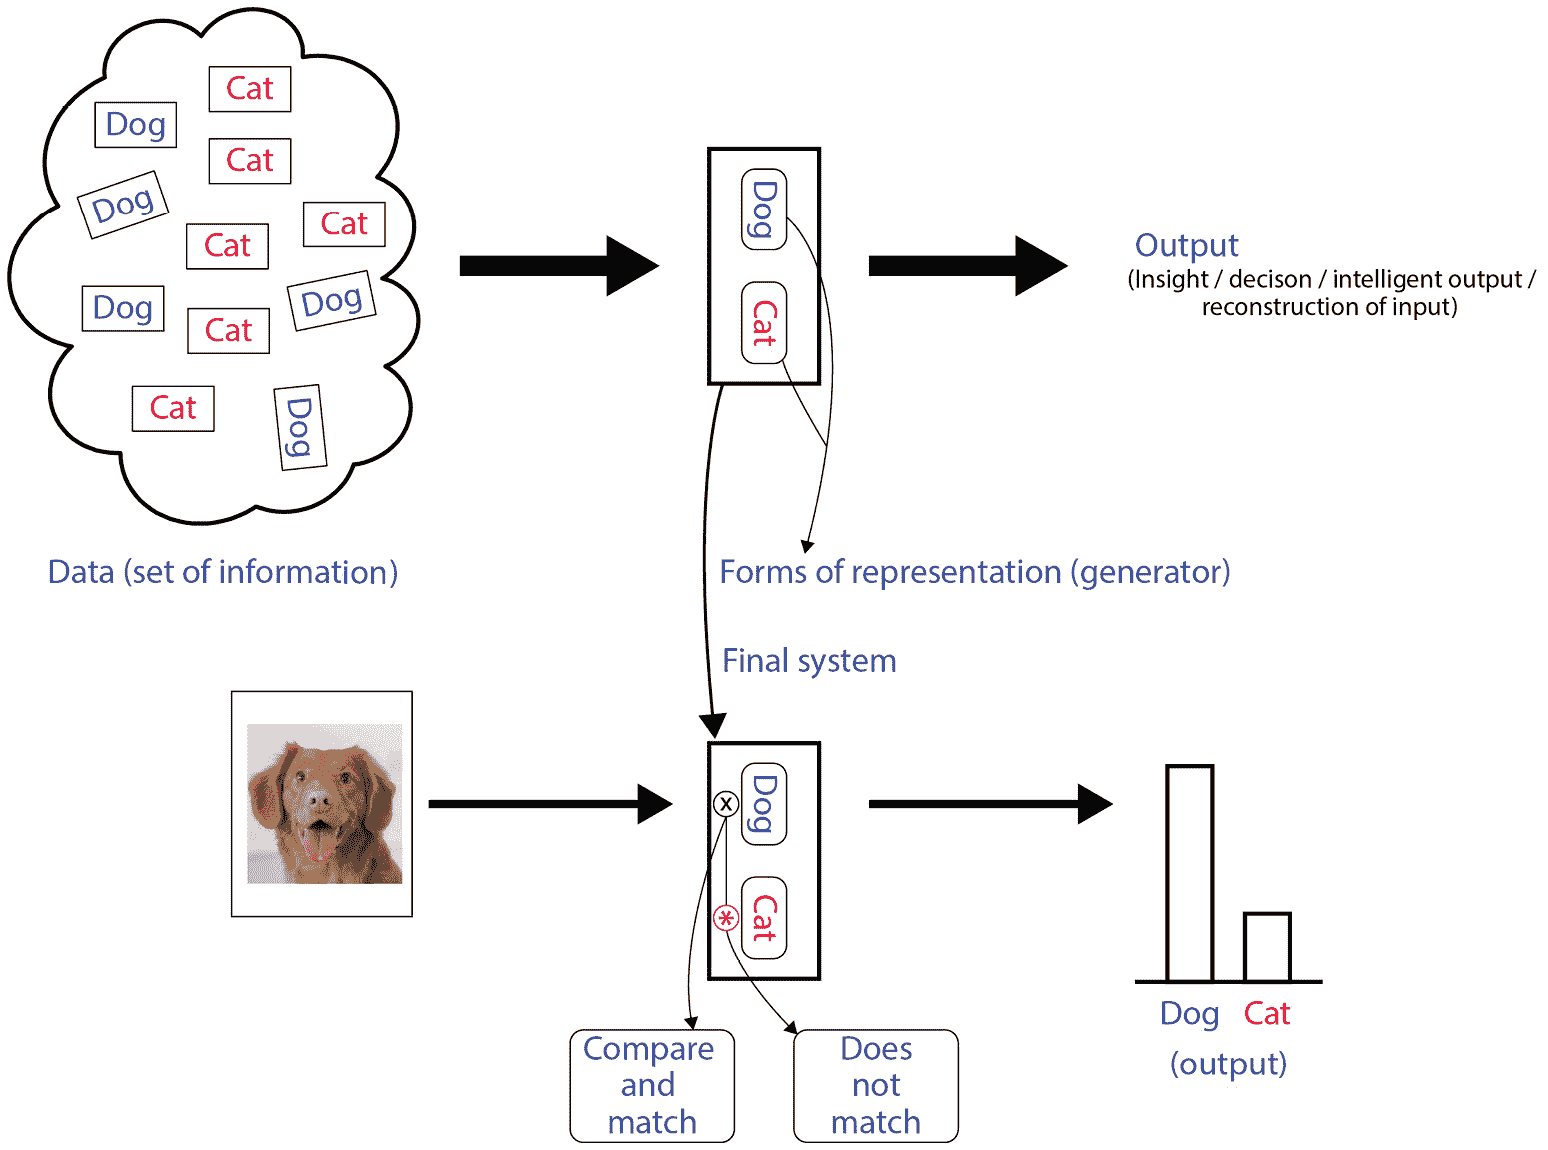 Cat
Dog
Cat
Dog
Cat
Cat
Dog
Dog
Cat
Cat
Dog
Data (set of information)
Dog
Cat
Forms of representation (generator)
Output
(Insight / decison / intelligent output /
reconstruction of input)
Final system
Dog
x
Cat
*
Compare
and
match
Does
not
match
Dog Cat
(output)